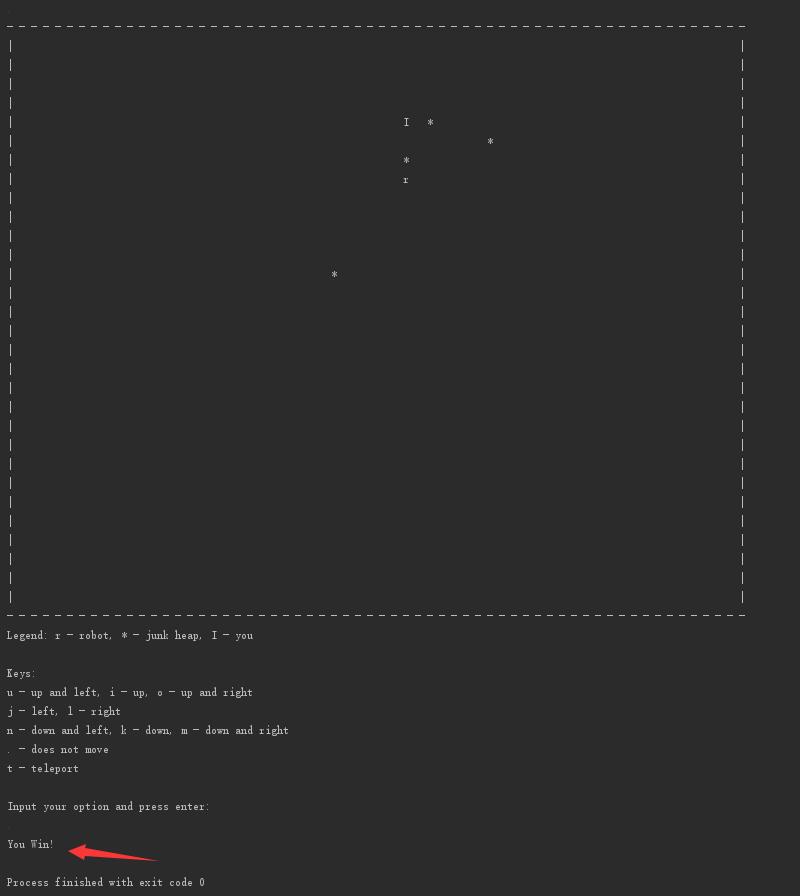 I *
*
*
r
*
Legend: r - robot, * - junk heap, I - you
Keys:
u - up and left, i - up, o - up and right
j - left, l - right
n - down and left, k - down, m - down and right
. - does not move
t - teleport
Input your option and press enter:
.
You Win!
Process finished with exit code 0